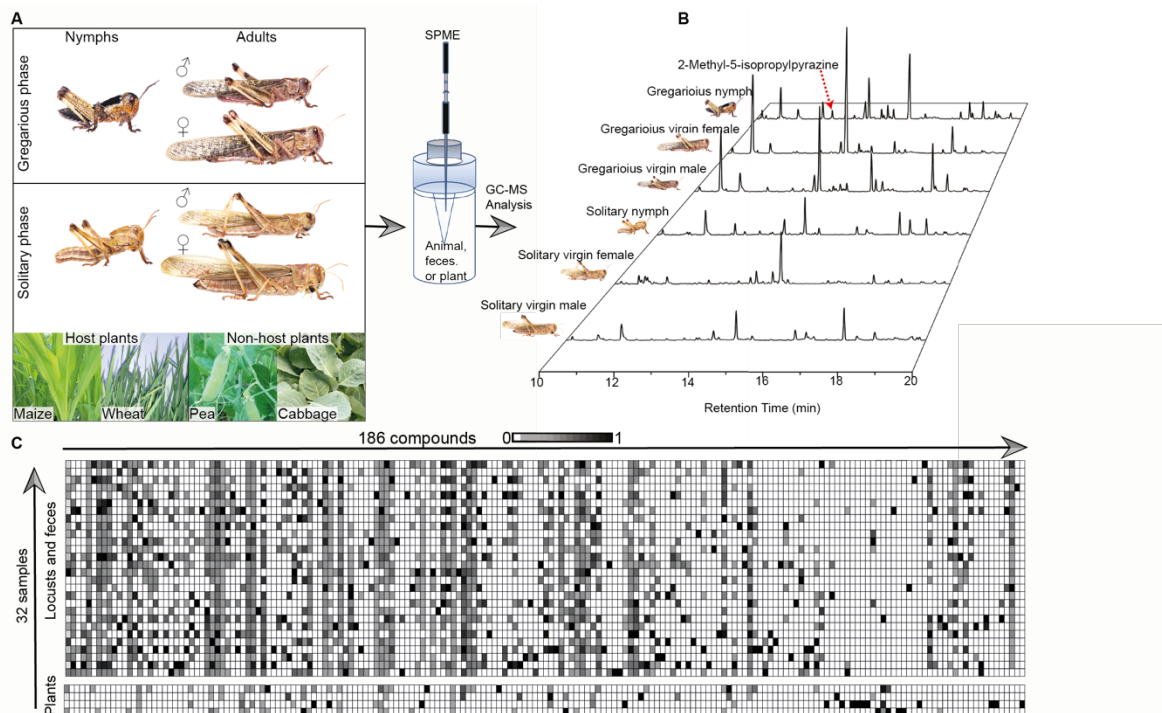 A
Nymphs
Adults
Gregarious phase
♂
♀
Solitary phase
♂
♀
Host plants
Non-host plants
Maize
Wheat
Pea
Cabbage
SPME
Animal,
feces.
or plant
GC-MS
Analysis
B
2-Methyl-5-isopropylpyrazine
Gregarioius nymph
Gregarioius virgin female
Gregarioius virgin male
Solitary nymph
Solitary virgin female
Solitary virgin male
10
12
14
16
18
20
Retention Time (min)
C
186 compounds
0
1
32 samples
Locusts and feces
Plants